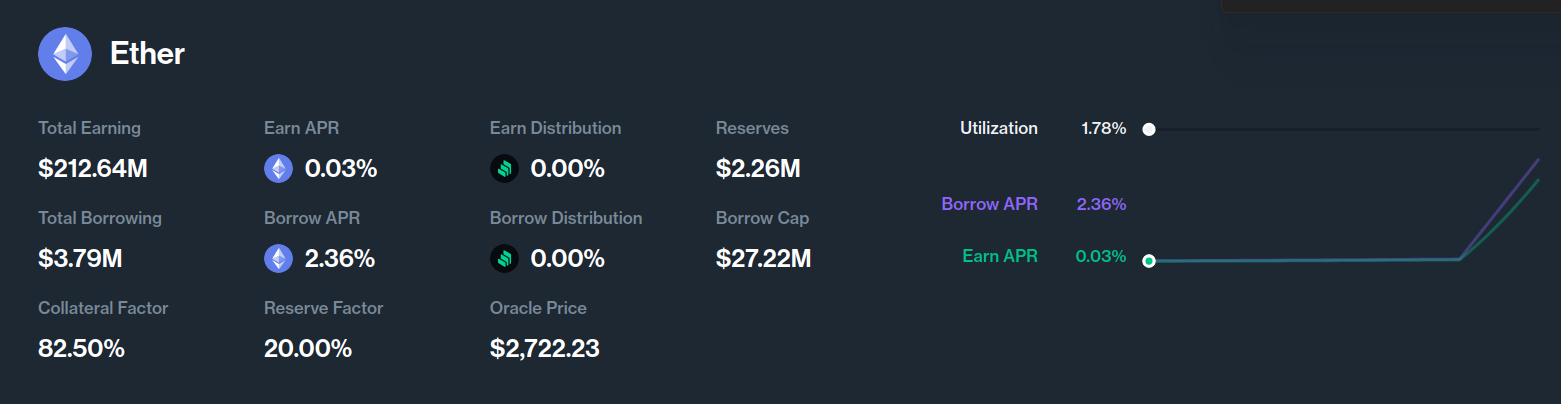 Ether
Total Earning Earn APR Earn Distribution Reserves
$212.64M 0.03% 0.00% $2.26M
Total Borrowing Borrow APR Borrow Distribution Borrow Cap
$3.79M 2.36% 0.00% $27.22M
Collateral Factor Reserve Factor Oracle Price
82.50% 20.00% $2,722.23
Utilization 1.78%
Borrow APR 2.36%
Earn APR 0.03%